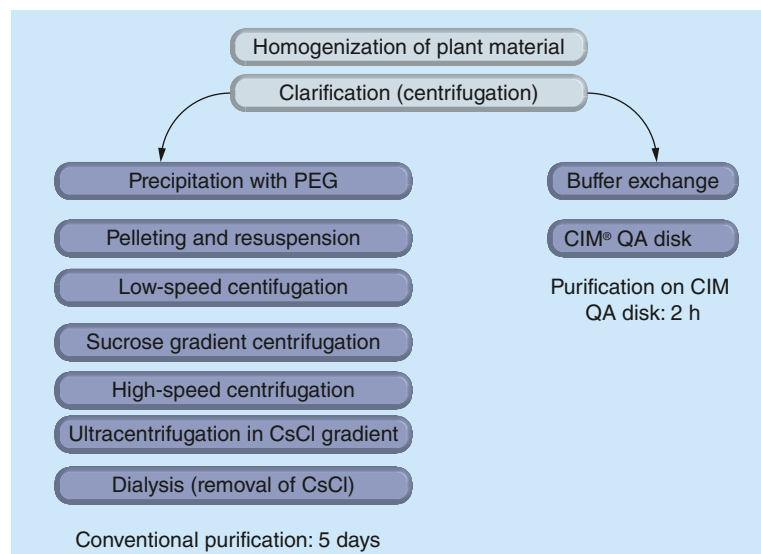 Homogenization of plant material
Clarification (centrifugation)
Precipitation with PEG
Pelleting and resuspension
Low-speed centifugation
Sucrose gradient centrifugation
High-speed centrifugation
Ultracentrifugation in CsCl gradient
Dialysis (removal of CsCl)
Conventional purification: 5 days
Buffer exchange
CIM® QA disk
Purification on CIM
QA disk: 2 h